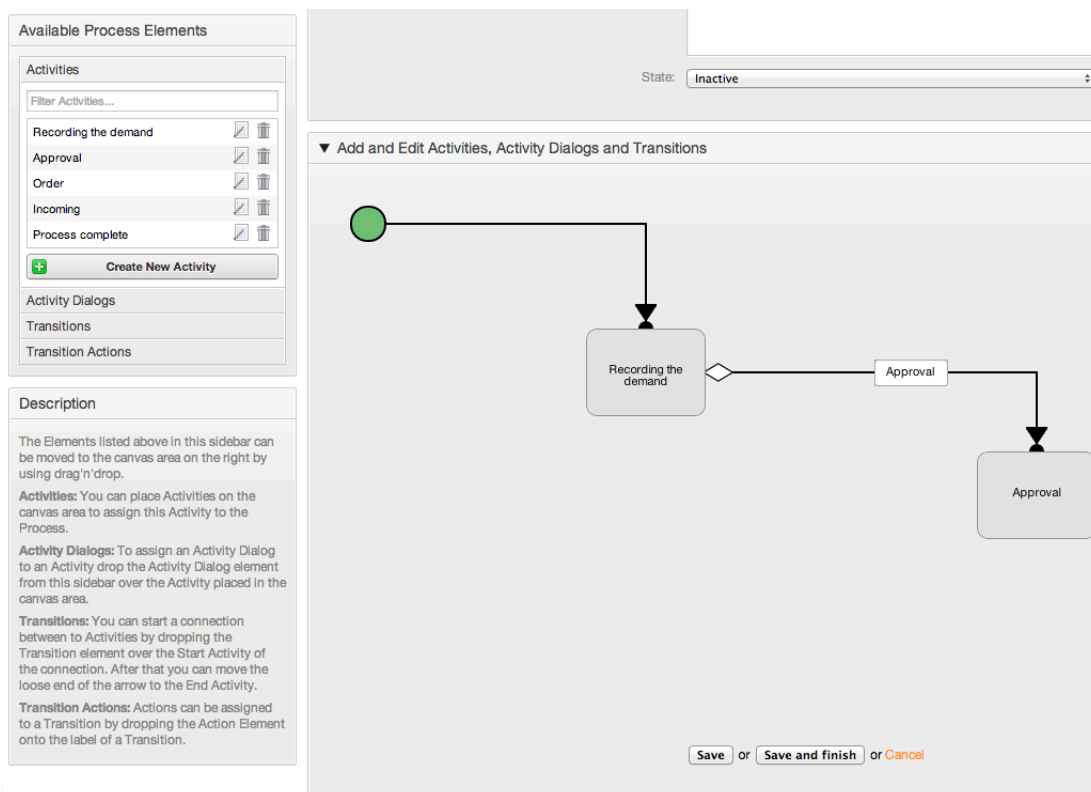 Available Process Elements
Activities
Filter Activities...
Recording the demand
Approval
Order
Incoming
Process complete
Create New Activity
Activity Dialogs
Transitions
Transition Actions
Description
The Elements listed above in this sidebar can
be moved to the canvas area on the right by
using drag'n'drop.
Activities: You can place Activities on the
canvas area to assign this Activity to the
Process.
Activity Dialogs: To assign an Activity Dialog
to an Activity drop the Activity Dialog element
from this sidebar over the Activity placed in the
canvas area.
Transitions: You can start a connection
between to Activities by dropping the
Transition element over the Start Activity of
the connection. After that you can move the
loose end of the arrow to the End Activity.
Transition Actions: Actions can be assigned
to a Transition by dropping the Action Element
onto the label of a Transition.
State: Inactive
▼ Add and Edit Activities, Activity Dialogs and Transitions
Recording the
demand
Approval
Approval
Save or Save and finish or Cancel